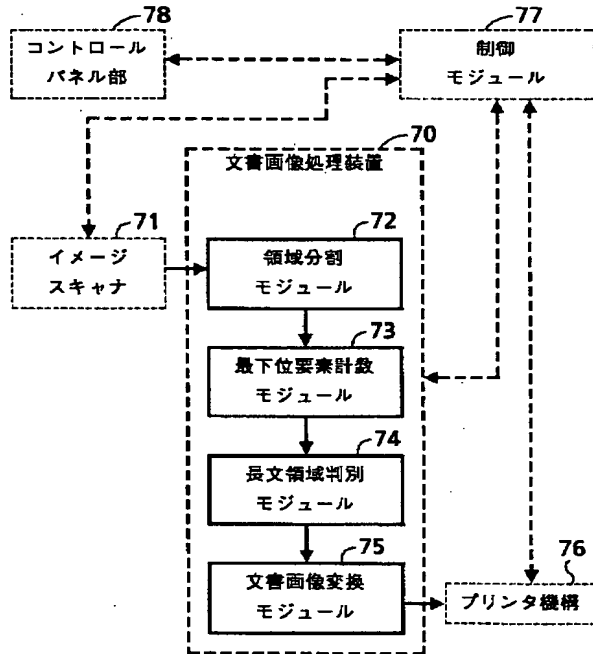 78
コントロール
パネル部
77
制御
モジュール
70
文書画像処理装置
71
イメージ
スキャナ
72
領域分割
モジュール
73
最下位要素計数
モジュール
74
長文領域判別
モジュール
75
文書画像変換
モジュール
76
プリンタ機構